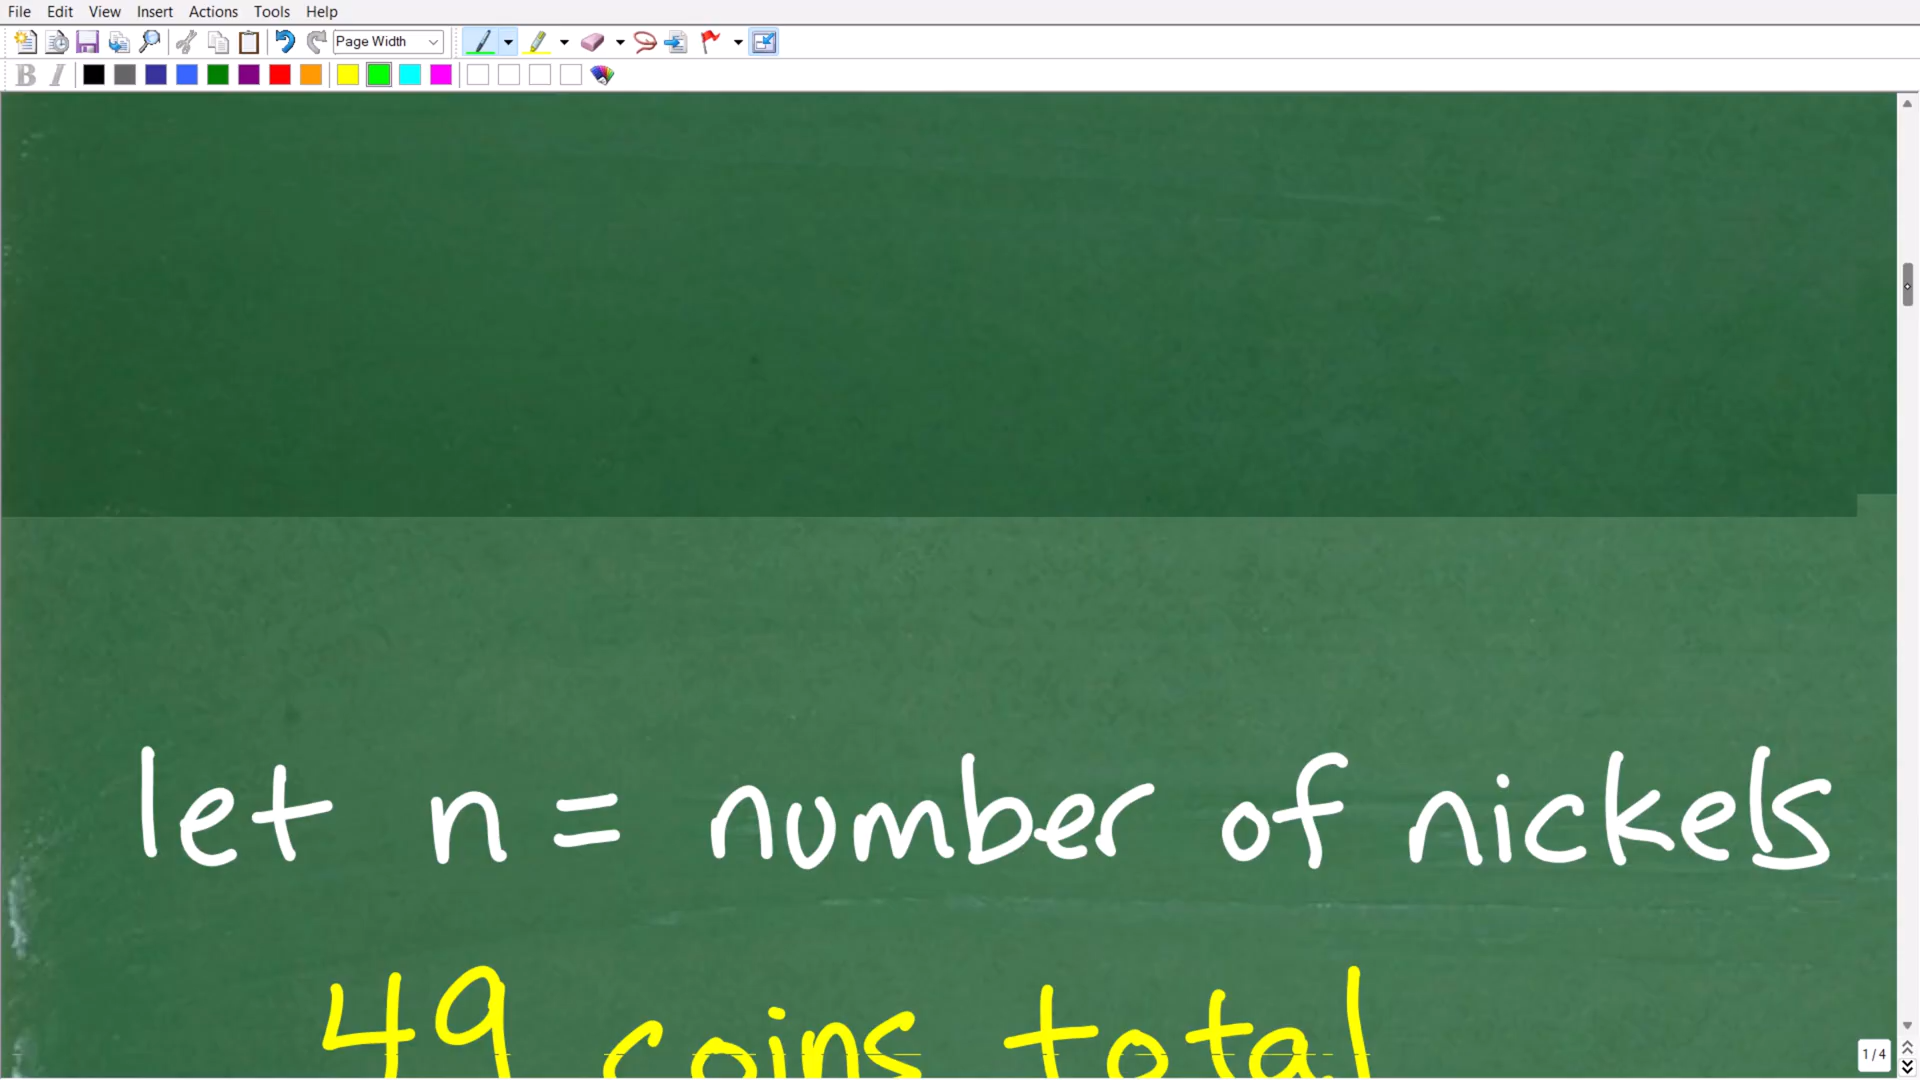 File Edit View Insert Actions Tools Help
Page Width
B I
let n = number of nickels
49 coins total
1 / 4